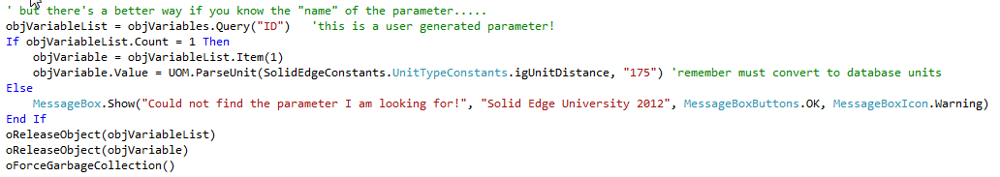 ' but there's a better way if you know the "name" of the parameter.....
objVariableList = objVariables.Query("ID")   'this is a user generated parameter!
If objVariableList.Count = 1 Then
    objVariable = objVariableList.Item(1)
    objVariable.Value = UOM.ParseUnit(SolidEdgeConstants.UnitTypeConstants.igUnitDistance, "175") 'remember must convert to database units
Else
    MessageBox.Show("Could not find the parameter I am looking for!", "Solid Edge University 2012", MessageBoxButtons.OK, MessageBoxIcon.Warning)
End If
oReleaseObject(objVariableList)
oReleaseObject(objVariable)
oForceGarbageCollection()